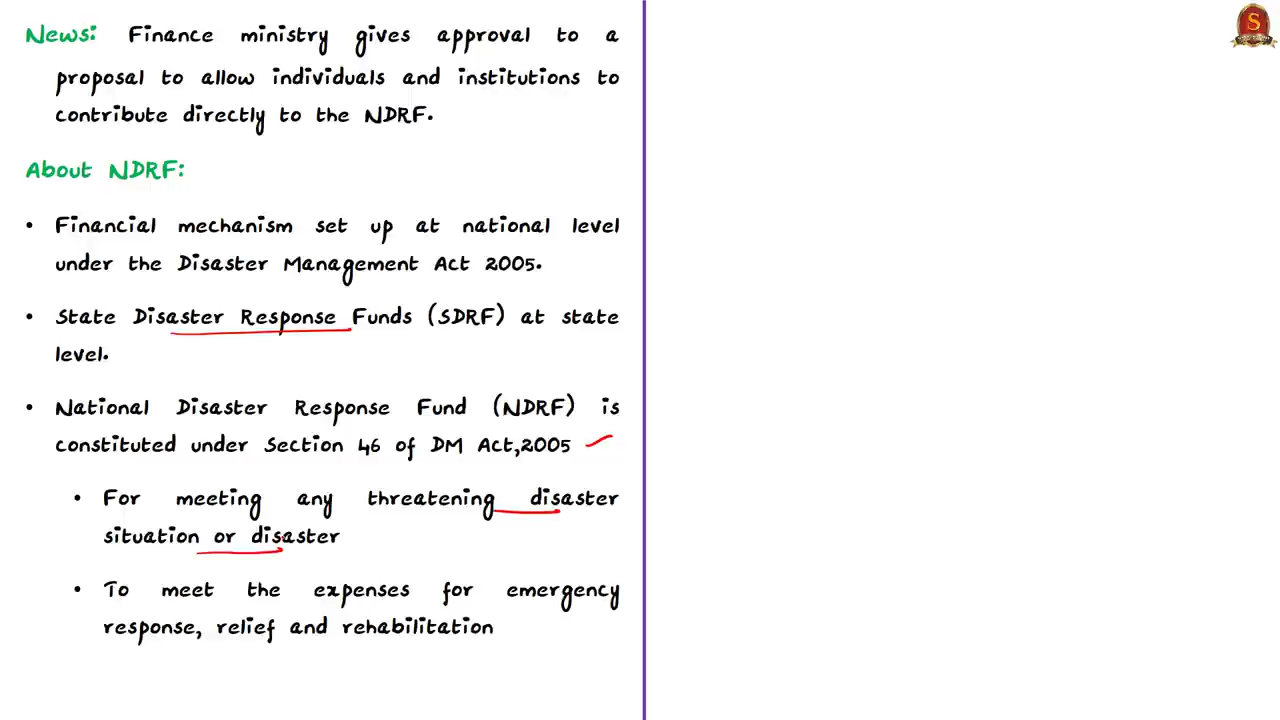 News: Finance ministry gives approval to a
proposal to allow individuals and institutions to
contribute directly to the NDRF.
About NDRF:
• Financial mechanism set up at national level
under the Disaster Management Act 2005.
• State Disaster Response Funds (SDRF) at state
level.
• National Disaster Response Fund (NDRF) is
constituted under Section 46 of DM Act,2005
• For meeting any threatening disaster
situation or disaster
• To meet the expenses for emergency
response, relief and rehabilitation
S